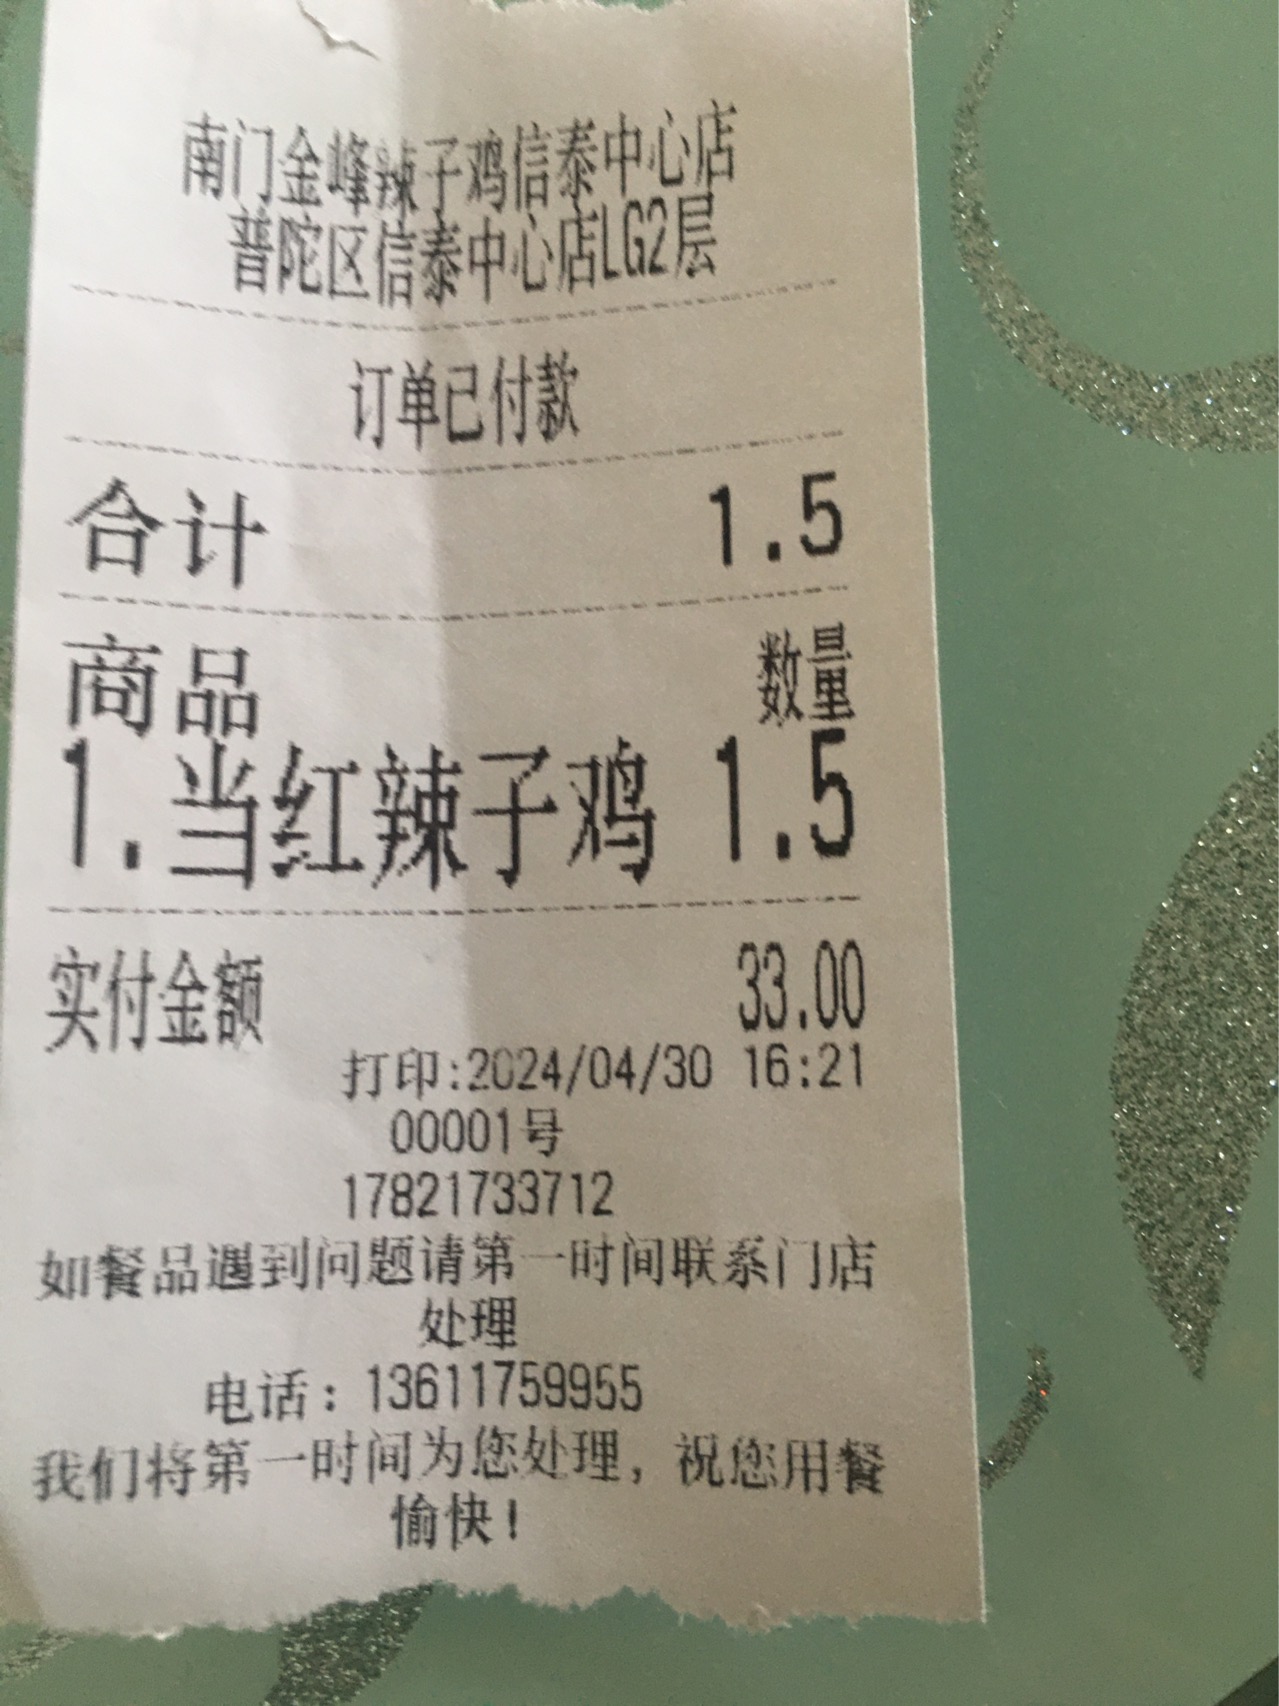 南门金峰辣子鸡信泰中心店
普陀区信泰中心店LG2层
订单已付款
合计 1.5
商品 数量
1.当红辣子鸡 1.5
实付金额 33.00
打印:2024/04/30 16:21
00001号
17821733712
如餐品遇到问题请第一时间联系门店
处理
电话：13611759955
我们将第一时间为您处理，祝您用餐
愉快！